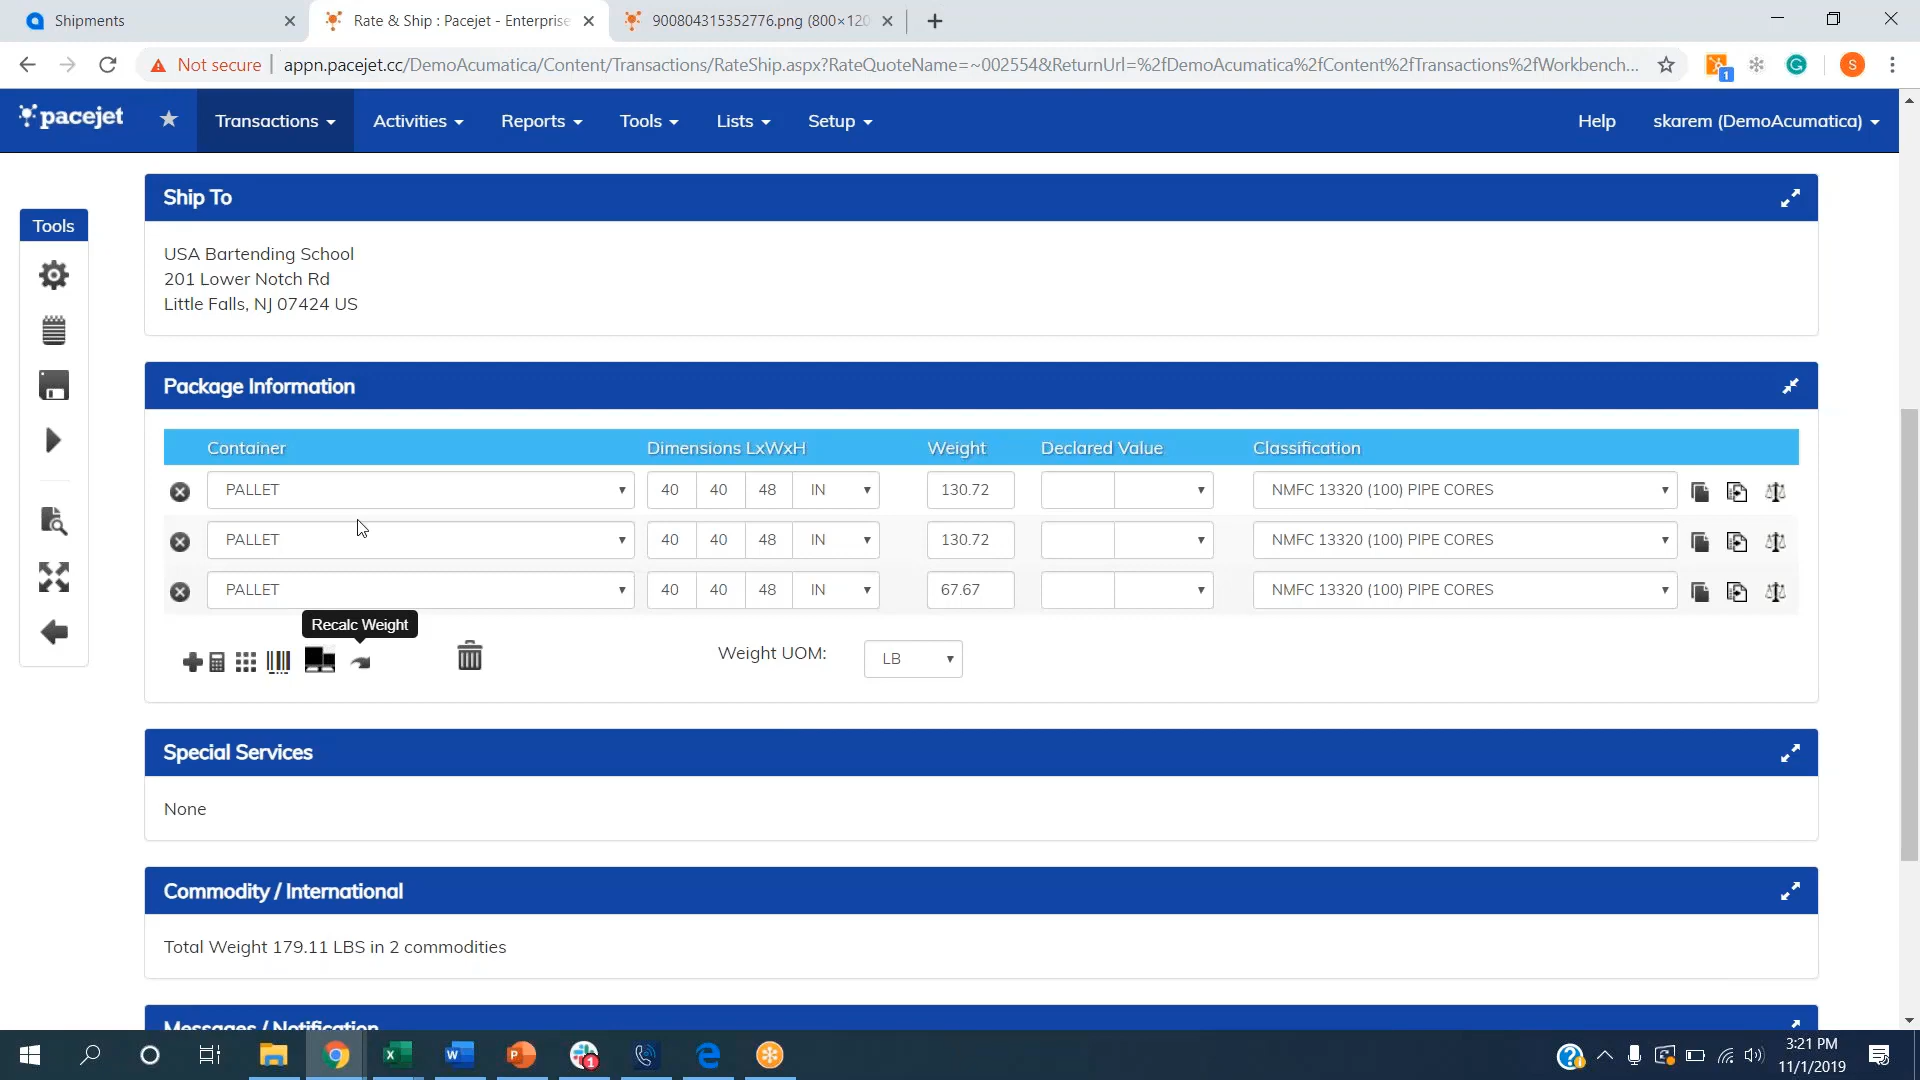 Shipments
Rate & Ship : Pacejet - Enterprise
900804315352776.png (800×120
Not secure
appn.pacejet.cc/DemoAcumatica/Content/Transactions/RateShip.aspx?RateQuoteName=~002554&ReturnUrl=%2fDemoAcumatica%2fContent%2fTransactions%2fWorkbench...
1
S
pacejet
Transactions
Activities
Reports
Tools
Lists
Setup
Help
skarem (DemoAcumatica)
Tools
Ship To
USA Bartending School
201 Lower Notch Rd
Little Falls, NJ 07424 US
Package Information
Container Dimensions LxWxH Weight Declared Value Classification
PALLET 40 40 48 IN 130.72 NMFC 13320 (100) PIPE CORES
PALLET 40 40 48 IN 130.72 NMFC 13320 (100) PIPE CORES
PALLET 40 40 48 IN 67.67 NMFC 13320 (100) PIPE CORES
Recalc Weight
Weight UOM: LB
Special Services
None
Commodity / International
Total Weight 179.11 LBS in 2 commodities
Messages / Notification
3:21 PM
11/1/2019